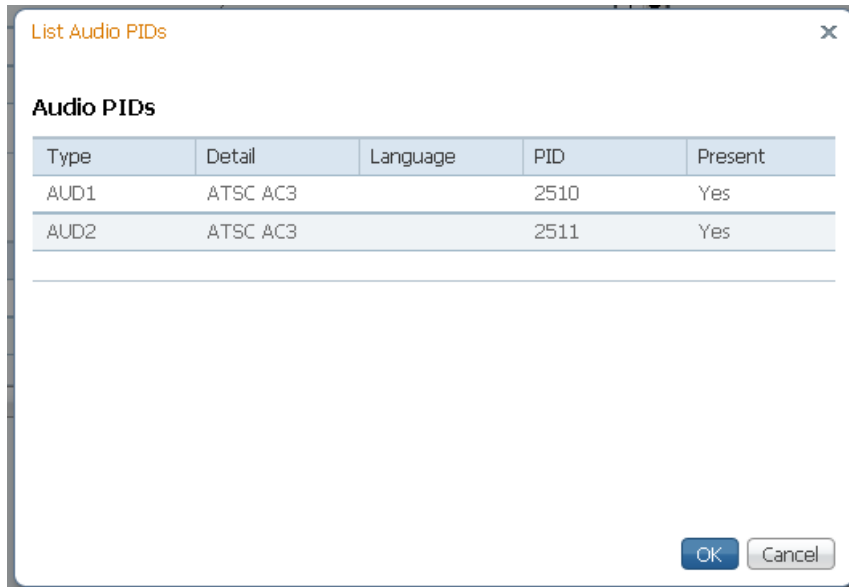 List Audio PIDs
Audio PIDs
Type Detail Language PID Present
AUD1 ATSC AC3 2510 Yes
AUD2 ATSC AC3 2511 Yes
OK Cancel